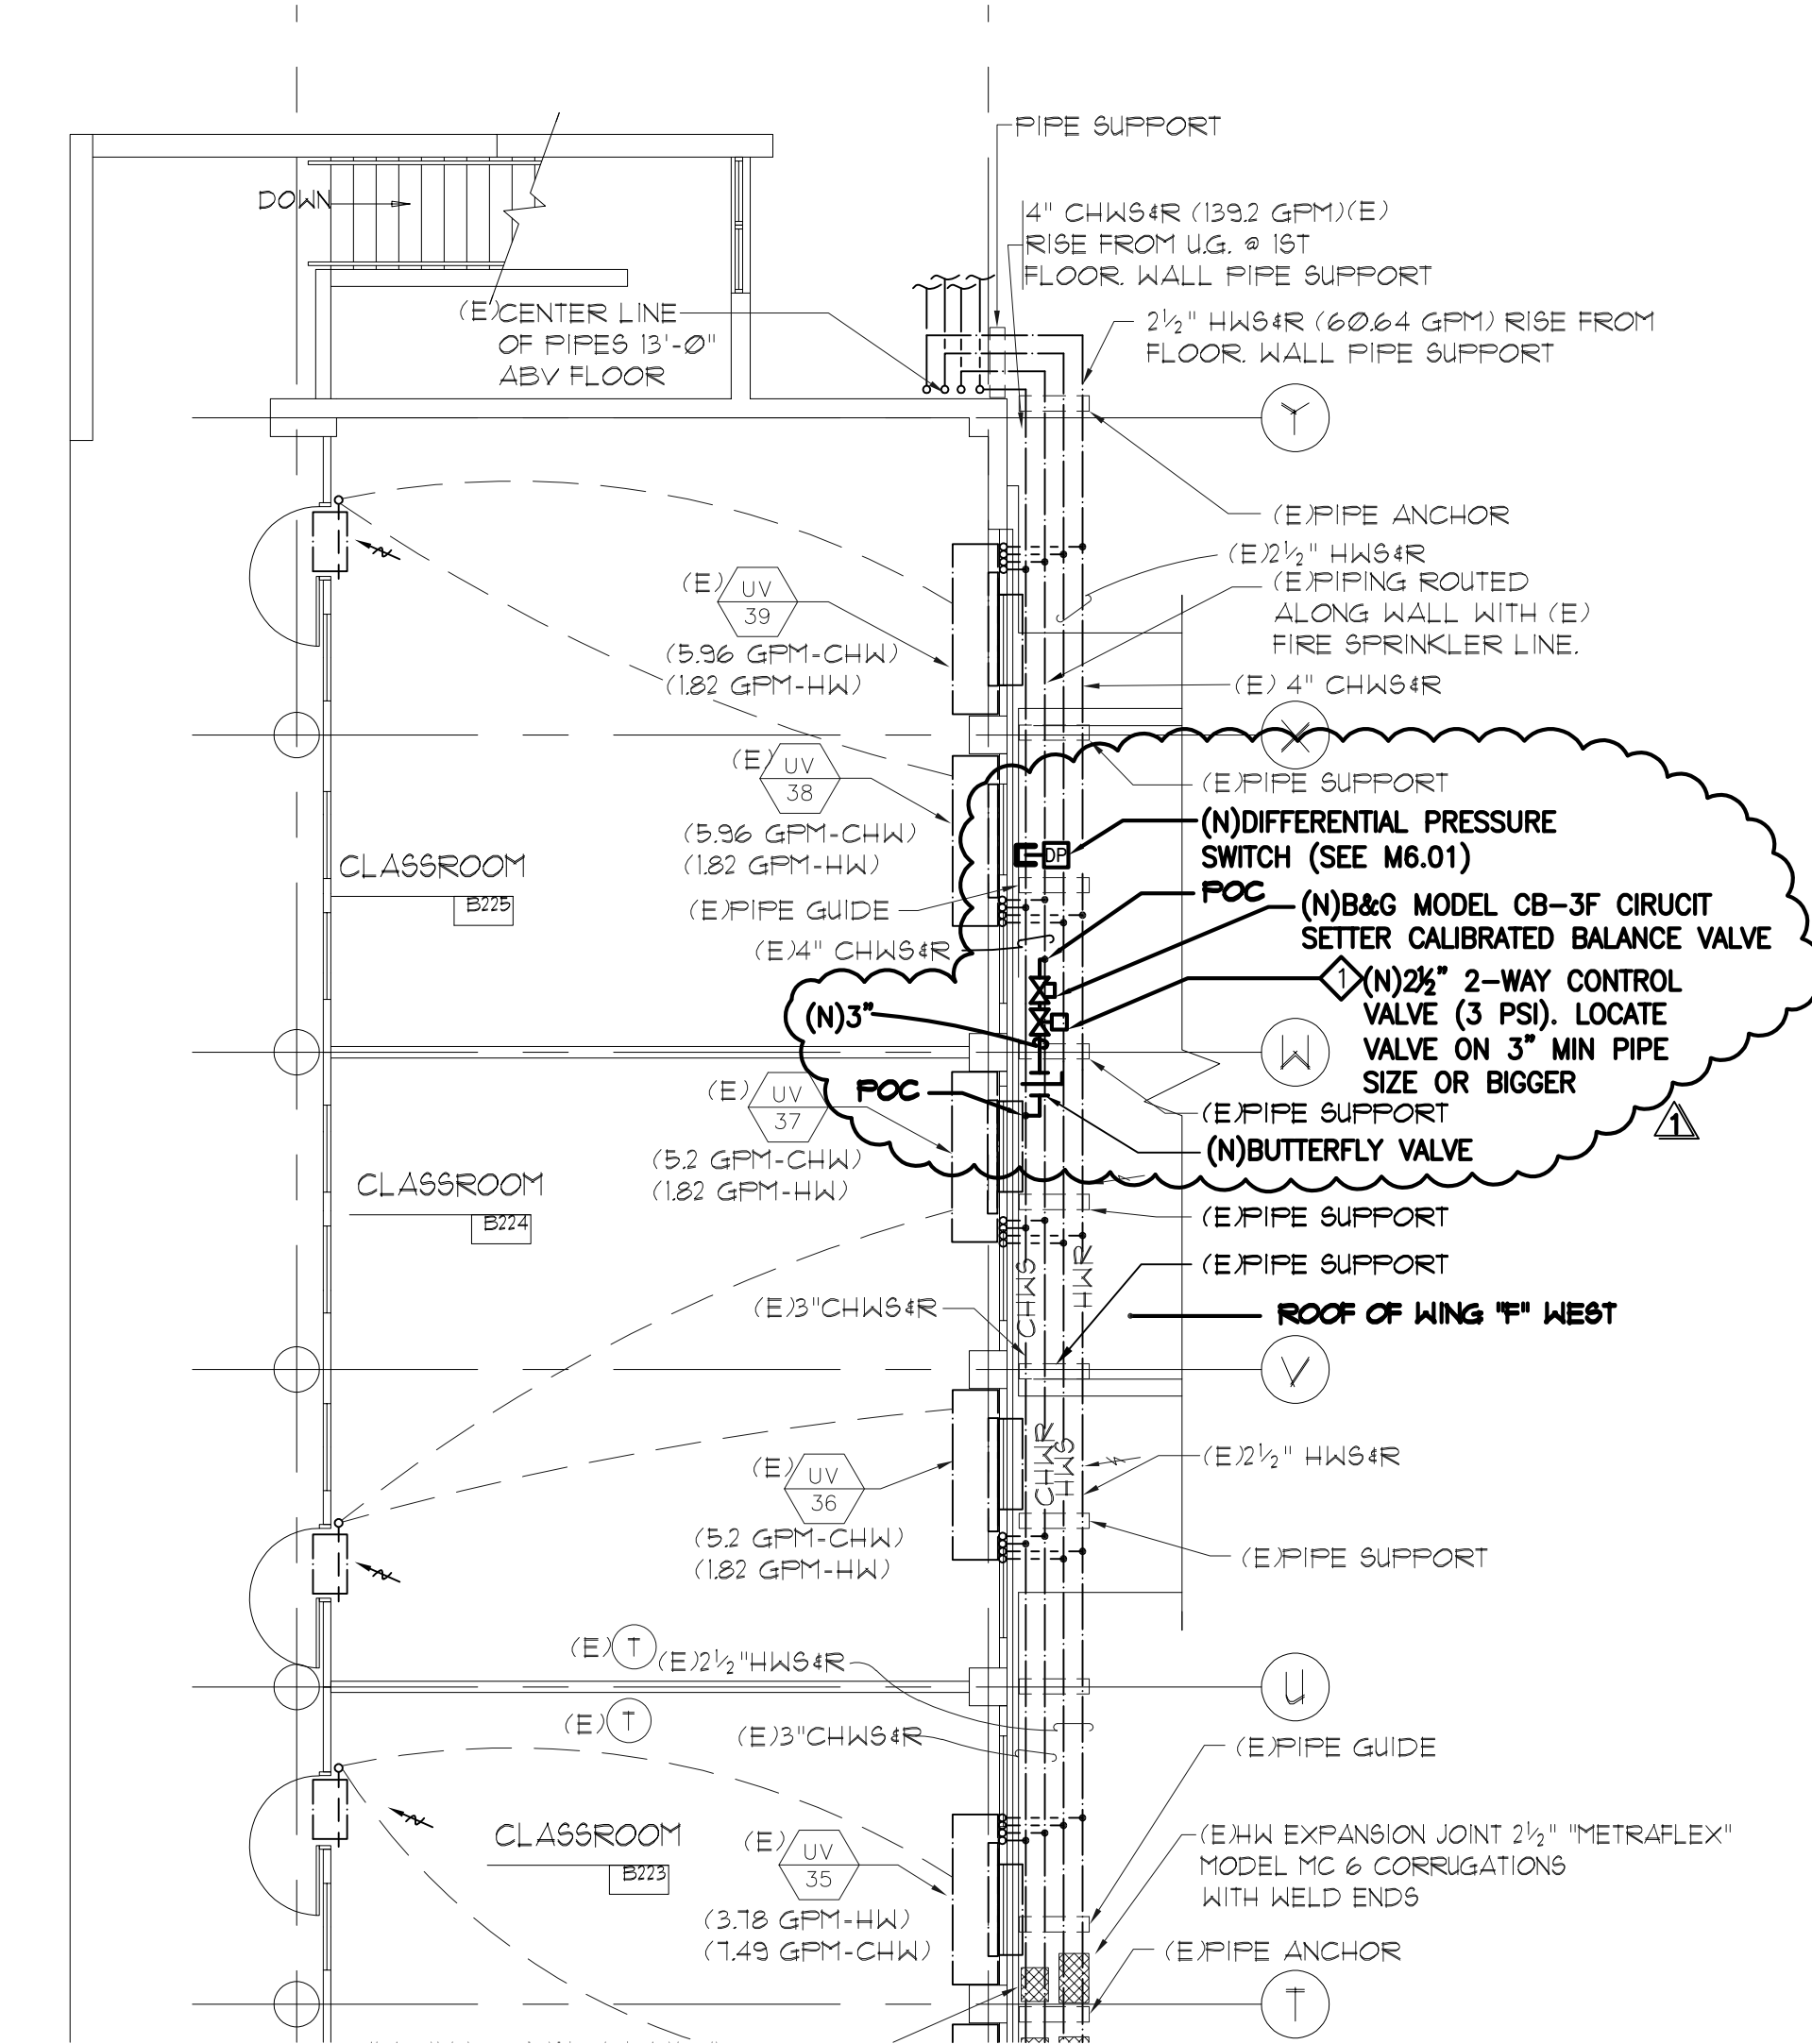 PIPE SUPPORT
DOWN
4" CHWS&R (139.2 GPM)(E)
RISE FROM U.G. @ 1ST
FLOOR. WALL PIPE SUPPORT
(E)CENTER LINE
OF PIPES 13'-0"
ABV FLOOR
2½" HWS&R (60.64 GPM) RISE FROM
FLOOR. WALL PIPE SUPPORT
Y
(E)PIPE ANCHOR
(E)2½" HWS&R
(E)PIPING ROUTED
ALONG WALL WITH (E)
FIRE SPRINKLER LINE.
(E) UV
39
(5.96 GPM-CHW)
(1.82 GPM-HW)
(E) 4" CHWS&R
X
(E) UV
38
(5.96 GPM-CHW)
(1.82 GPM-HW)
(E)PIPE SUPPORT
(N)DIFFERENTIAL PRESSURE
SWITCH (SEE M6.01)
DP
CLASSROOM
B225
(E)PIPE GUIDE
POC
(N)B&G MODEL CB-3F CIRUCIT
SETTER CALIBRATED BALANCE VALVE
(E)4" CHWS&R
1
(N)2½" 2-WAY CONTROL
VALVE (3 PSI). LOCATE
VALVE ON 3" MIN PIPE
SIZE OR BIGGER
(N)3"
W
POC
(E) UV
37
(5.2 GPM-CHW)
(1.82 GPM-HW)
(E)PIPE SUPPORT
1
(N)BUTTERFLY VALVE
CLASSROOM
B224
(E)PIPE SUPPORT
(E)PIPE SUPPORT
CHWS
HWR
(E)3"CHWS&R
ROOF OF WING "F" WEST
V
CHWR
HWS
(E) UV
36
(5.2 GPM-CHW)
(1.82 GPM-HW)
(E)2½" HWS&R
(E)PIPE SUPPORT
(E) T
(E)2½"HWS&R
U
(E) T
(E)3"CHWS&R
(E)PIPE GUIDE
CLASSROOM
B223
(E) UV
35
(3.78 GPM-HW)
(7.49 GPM-CHW)
(E)HW EXPANSION JOINT 2½" "METRAFLEX"
MODEL MC 6 CORRUGATIONS
WITH WELD ENDS
(E)PIPE ANCHOR
T